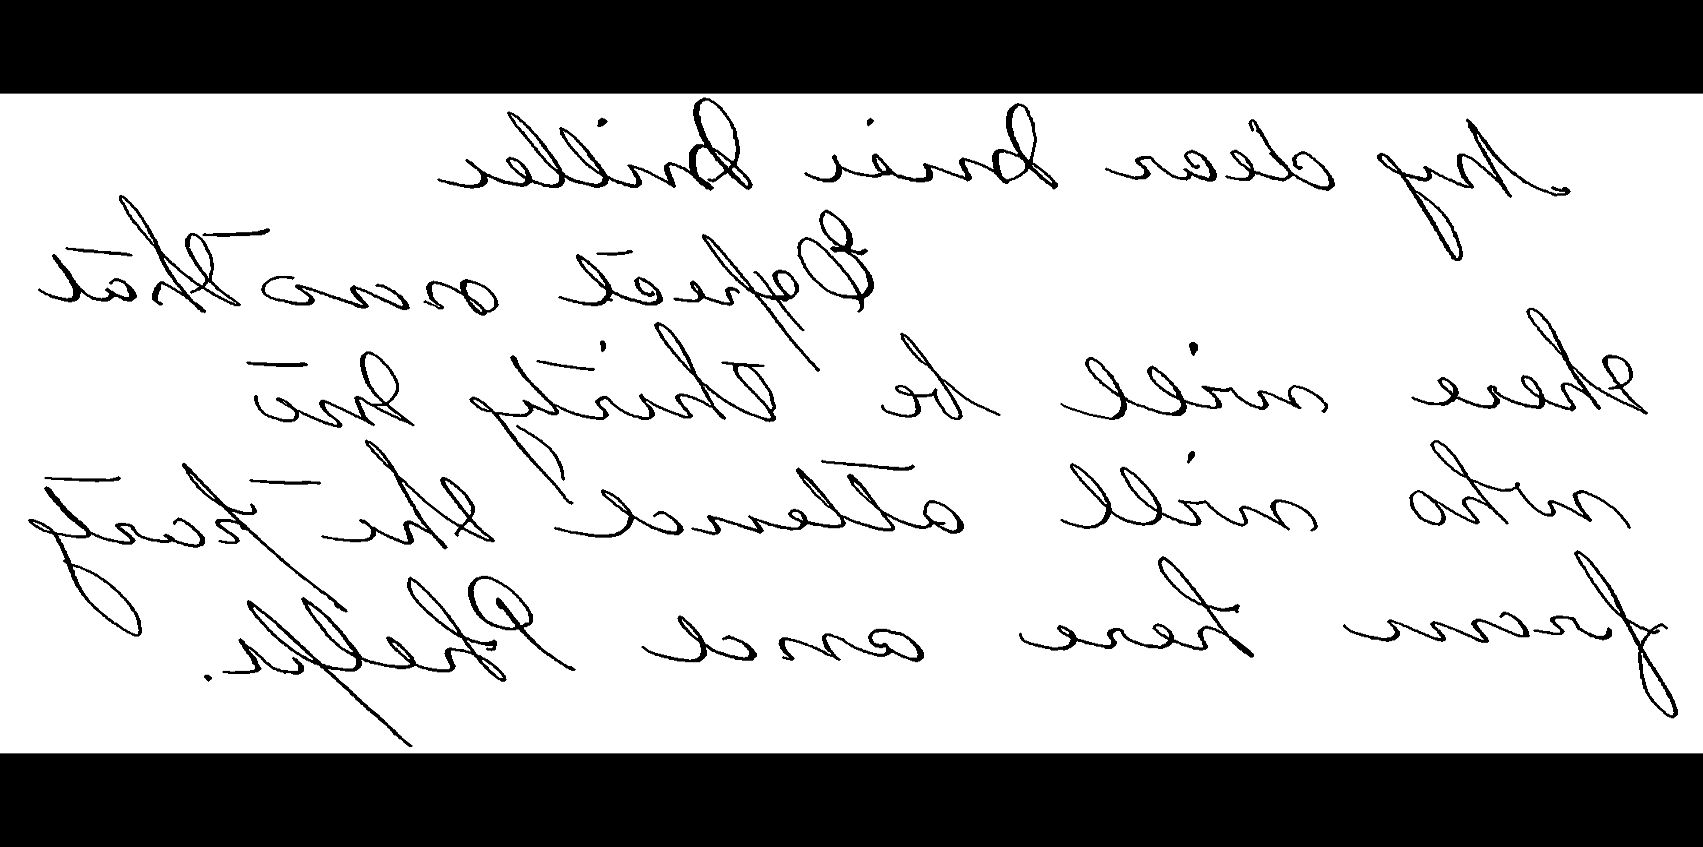 My dear Miss Miller
Expect now that
there will be thirty two
who will attend the party
from here and Phelps.